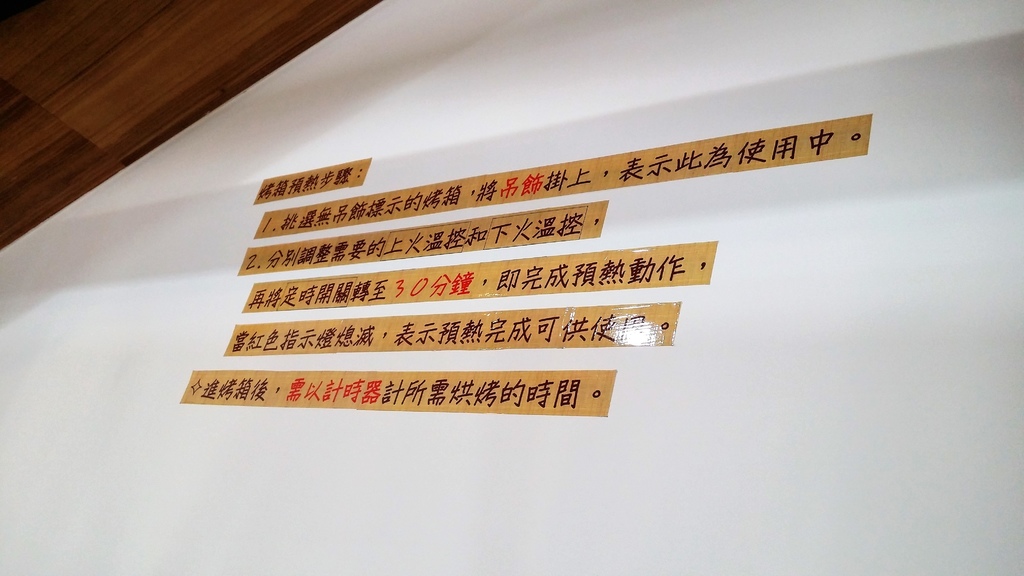 烤箱預熱步驟：
1.挑選無吊飾標示的烤箱，將吊飾掛上，表示此為使用中。
2.分別調整需要的上火溫控和下火溫控，
再將定時開關轉至30分鐘，即完成預熱動作，
當紅色指示燈熄滅，表示預熱完成可供使用。
✧進烤箱後，需以計時器計所需烘烤的時間。